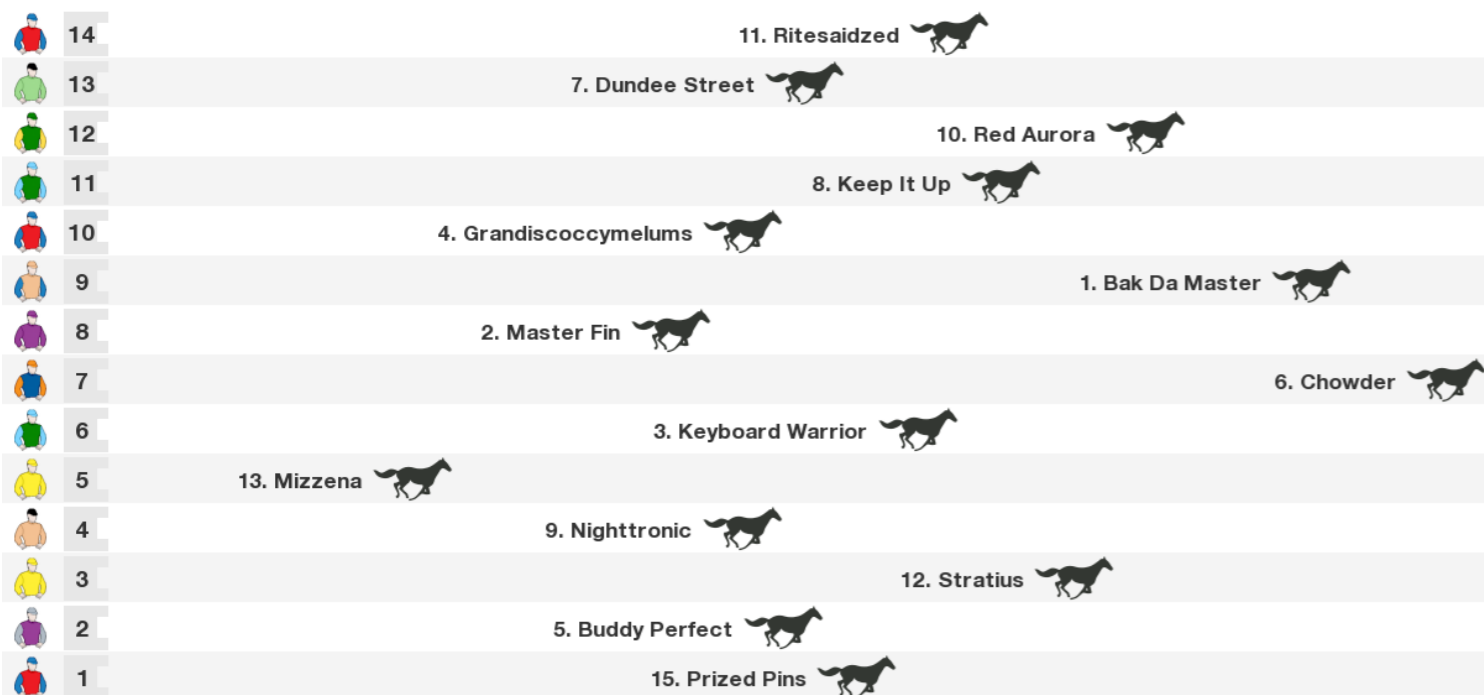 14 11. Ritesaidzed
13 7. Dundee Street
12 10. Red Aurora
11 8. Keep It Up
10 4. Grandiscoccymelums
9 1. Bak Da Master
8 2. Master Fin
7 6. Chowder
6 3. Keyboard Warrior
5 13. Mizzena
4 9. Nighttronic
3 12. Stratius
2 5. Buddy Perfect
1 15. Prized Pins